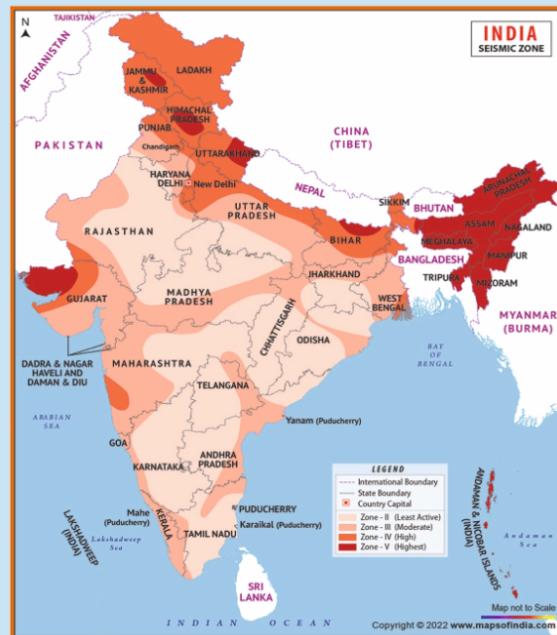 N
TAJIKISTAN
AFGHANISTAN
INDIA
SEISMIC ZONE
LADAKH
JAMMU
&
KASHMIR
HIMACHAL
PRADESH
PUNJAB
Chandigarh
UTTARAKHAND
PAKISTAN
CHINA
(TIBET)
HARYANA
DELHI
New Delhi
NEPAL
SIKKIM
BHUTAN
ARUNACHAL PRADESH
ASSAM
NAGALAND
MEGHALAYA
MANIPUR
BANGLADESH
TRIPURA
MIZORAM
MYANMAR
(BURMA)
RAJASTHAN
UTTAR
PRADESH
BIHAR
JHARKHAND
WEST
BENGAL
GUJARAT
MADHYA
PRADESH
CHHATTISGARH
ODISHA
DADRA & NAGAR
HAVELI AND
DAMAN & DIU
MAHARASHTRA
TELANGANA
BAY
OF
BENGAL
ARABIAN
SEA
Yanam (Puducherry)
GOA
KARNATAKA
ANDHRA
PRADESH
LEGEND
International Boundary
State Boundary
Country Capital
Zone - II (Least Active)
Zone - III (Moderate)
Zone - IV (High)
Zone - V (Highest)
Mahe
(Puducherry)
KERALA
PUDUCHERRY
Karaikal (Puducherry)
TAMIL NADU
LAKSHADWEEP
(INDIA)
Lakshadweep
Sea
ANDAMAN &
NICOBAR ISLANDS
(INDIA)
Andaman
Sea
SRI
LANKA
INDIAN OCEAN
Map not to Scale
Copyright © 2022 www.mapsofindia.com